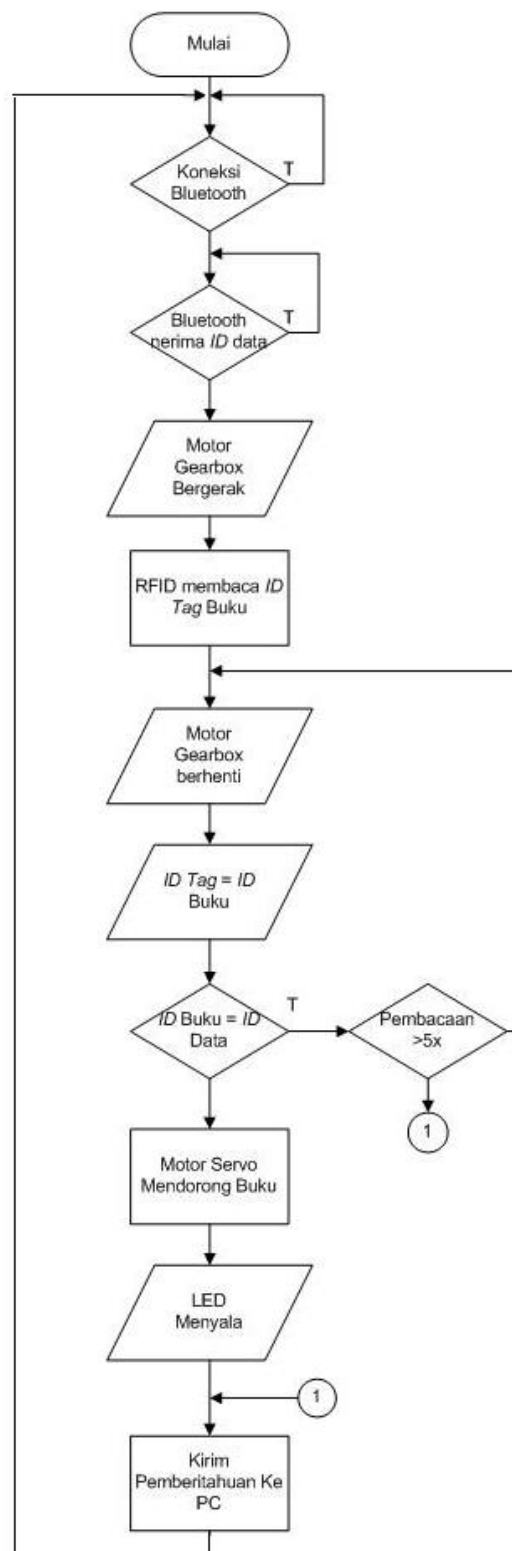 Mulai
Koneksi
Bluetooth
T
Bluetooth
nerima ID data
T
Motor
Gearbox
Bergerak
RFID membaca ID
Tag Buku
Motor
Gearbox
berhenti
ID Tag = ID
Buku
ID Buku = ID
Data
T
Pembacaan
>5x
1
Motor Servo
Mendorong Buku
LED
Menyala
1
Kirim
Pemberitahuan Ke
PC